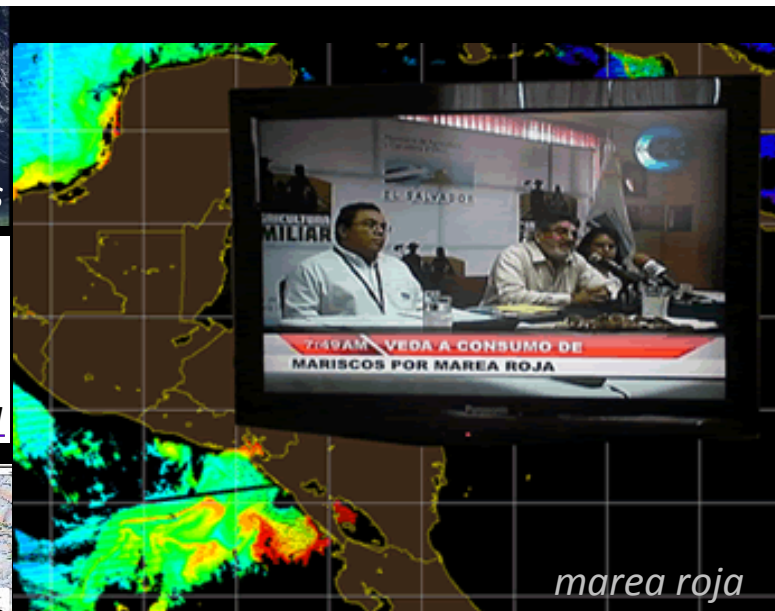 EL SALVADOR
MILIAR
7:49AM VEDA A CONSUMO DE
MARISCOS POR MAREA ROJA
marea roja